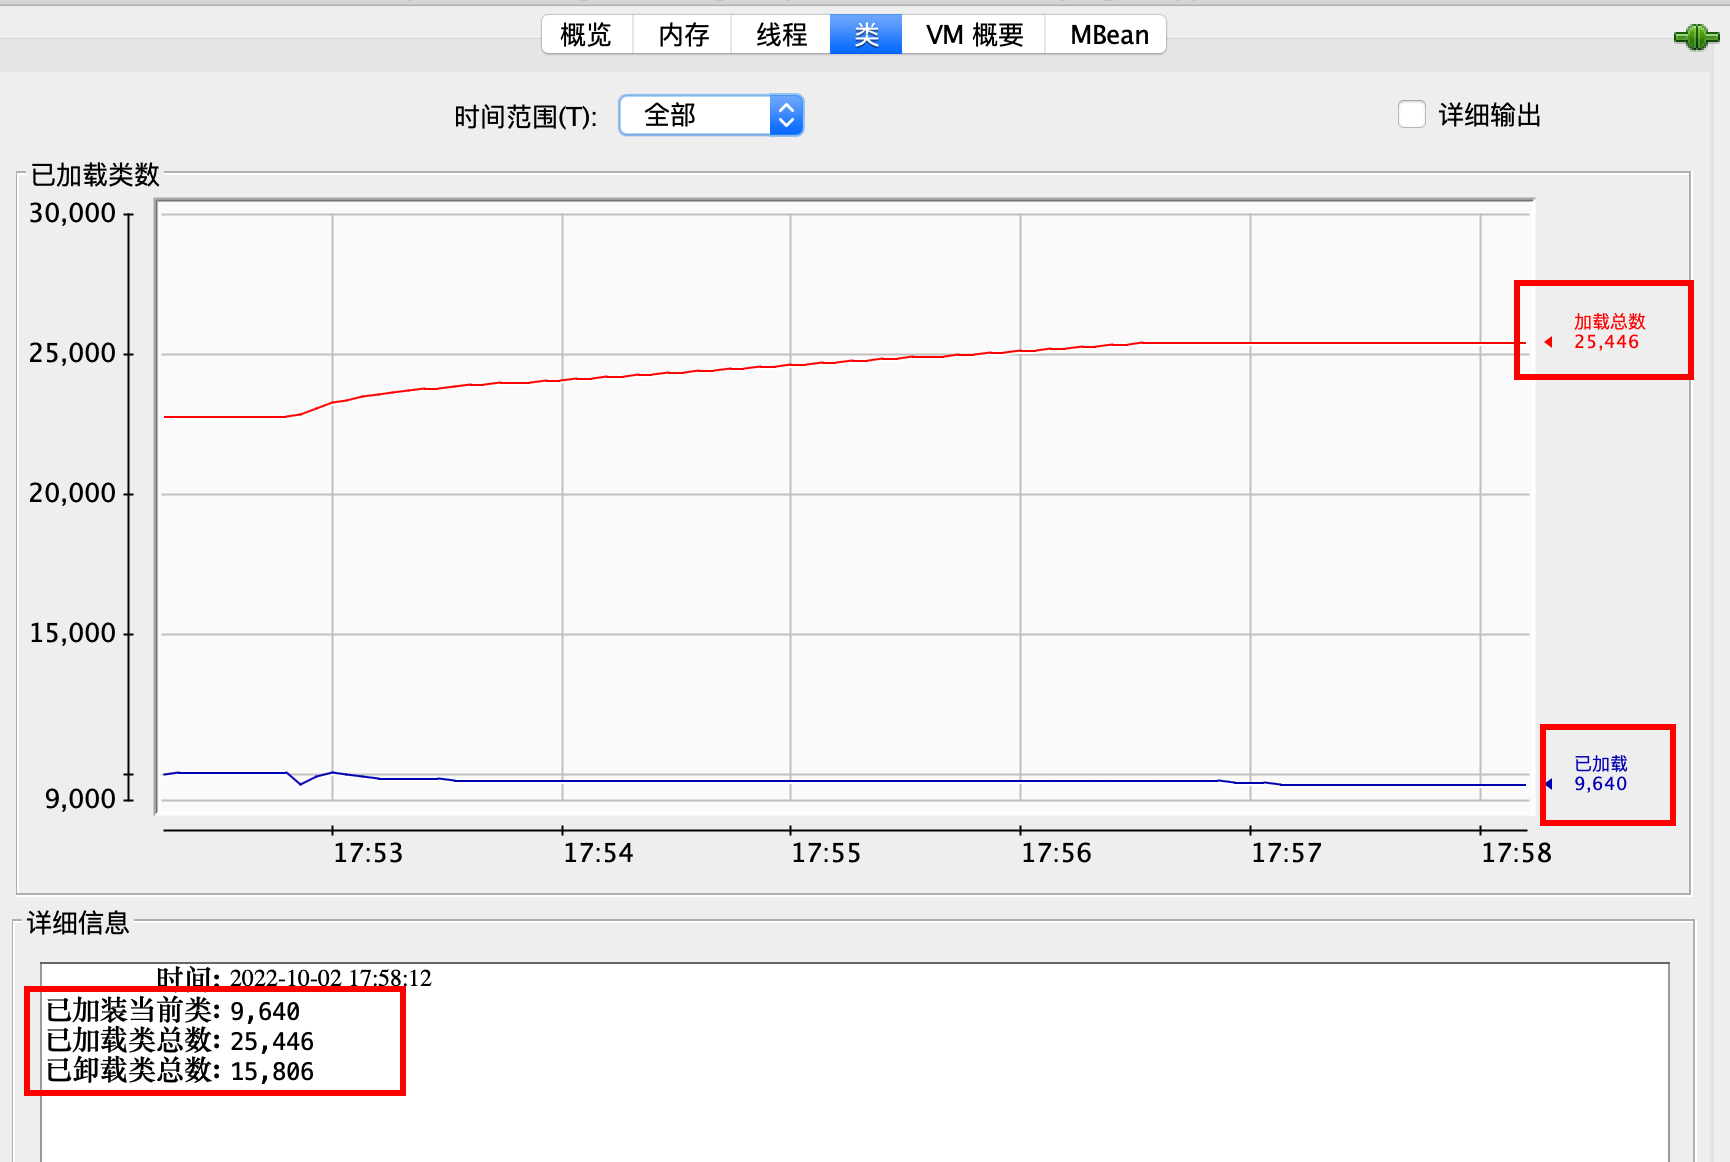 概览 内存 线程 类 VM 概要 MBean
时间范围(T): 全部 详细输出
已加载类数
30,000
25,000
20,000
15,000
9,000
加载总数
25,446
已加载
9,640
17:53 17:54 17:55 17:56 17:57 17:58
详细信息
时间: 2022-10-02 17:58:12
已加装当前类: 9,640
已加载类总数: 25,446
已卸载类总数: 15,806